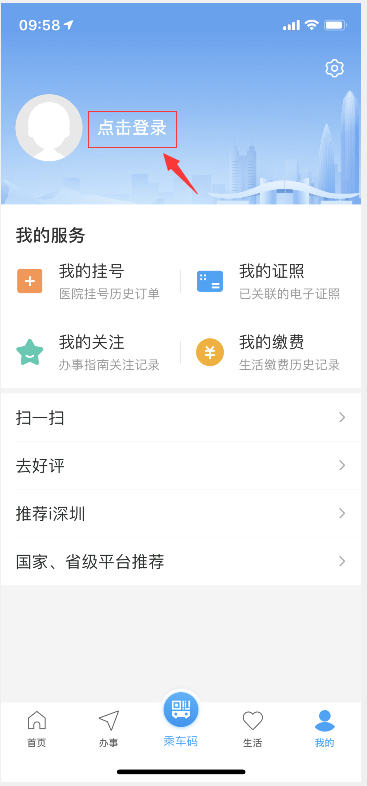 09:58
点击登录
我的服务
我的挂号
医院挂号历史订单
我的证照
已关联的电子证照
我的关注
办事指南关注记录
我的缴费
生活缴费历史记录
扫一扫
去好评
推荐i深圳
国家、省级平台推荐
首页
办事
乘车码
生活
我的